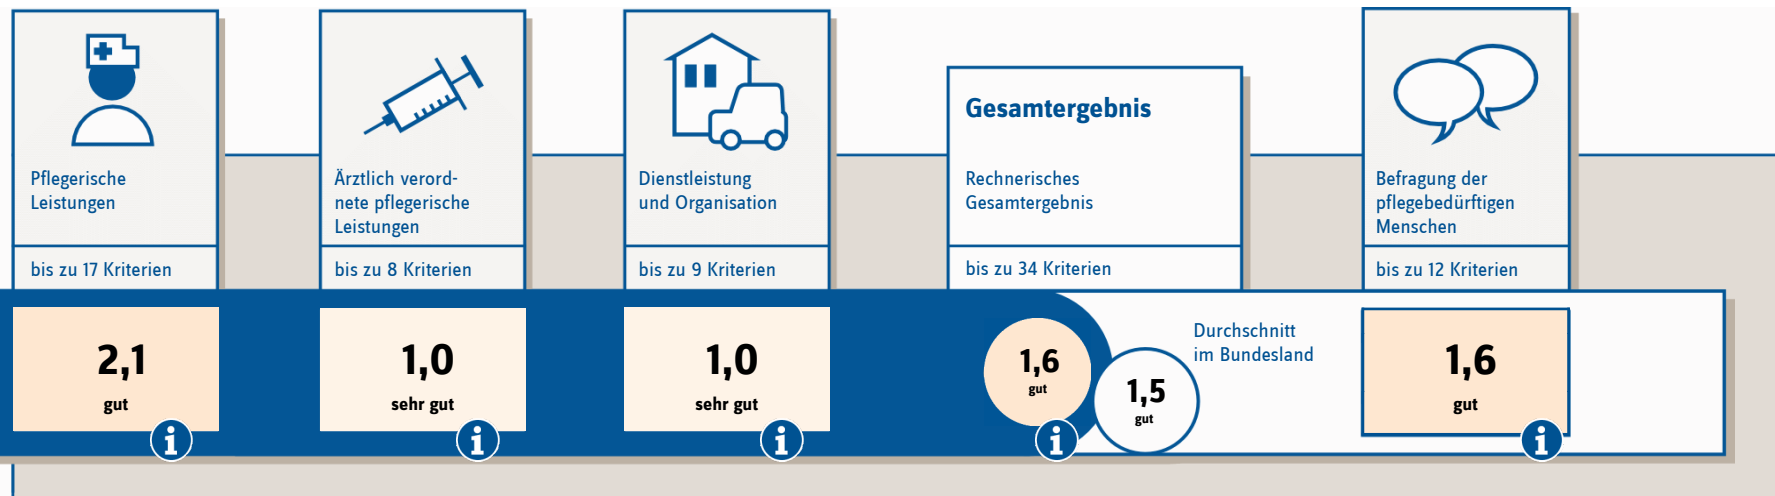 Pflegerische
Leistungen
bis zu 17 Kriterien
2,1
gut
i
Ärztlich verord-
nete pflegerische
Leistungen
bis zu 8 Kriterien
1,0
sehr gut
i
Dienstleistung
und Organisation
bis zu 9 Kriterien
1,0
sehr gut
i
Gesamtergebnis
Rechnerisches
Gesamtergebnis
bis zu 34 Kriterien
1,6
gut
i
1,5
gut
Durchschnitt
im Bundesland
Befragung der
pflegebedürftigen
Menschen
bis zu 12 Kriterien
1,6
gut
i